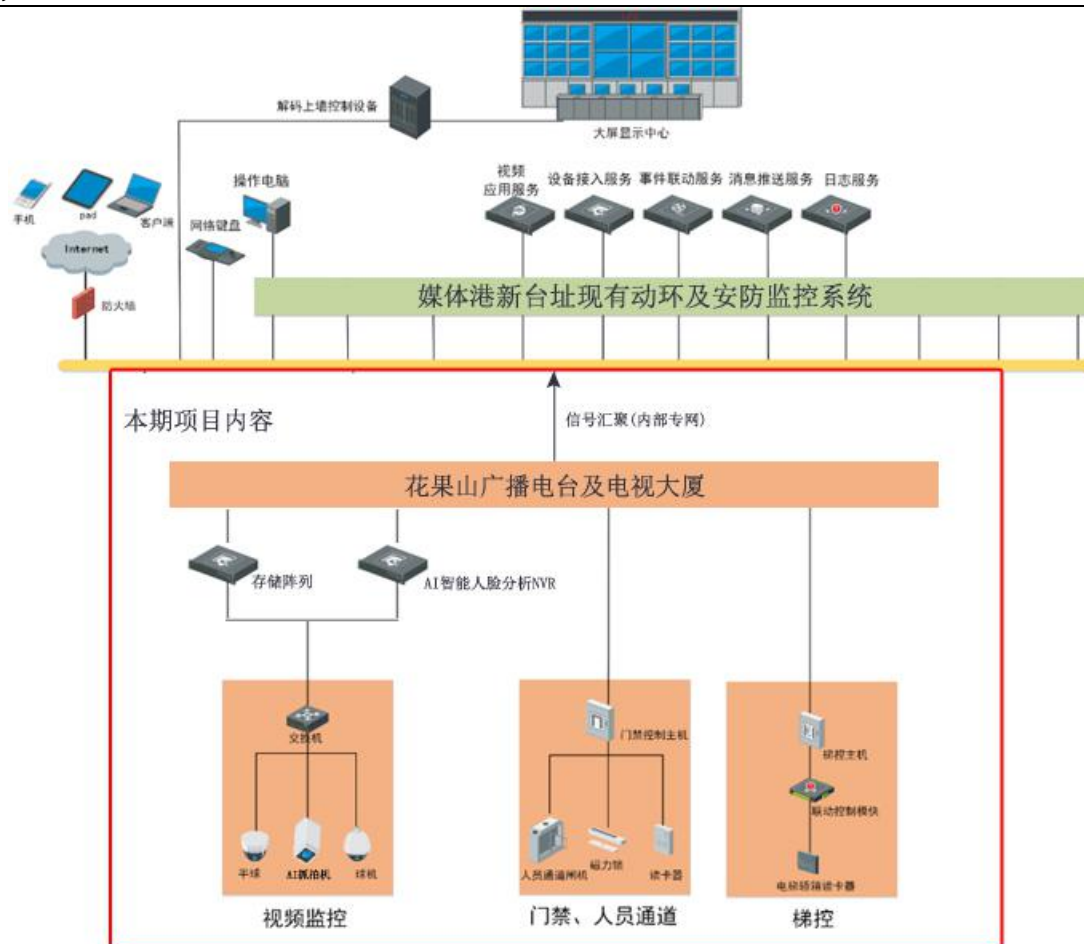 解码上墙控制设备
大屏显示中心
手机
pad
客户端
网络键盘
操作电脑
视频
应用服务
设备接入服务
事件联动服务
消息推送服务
日志服务
Internet
防火墙
媒体港新台址现有动环及安防监控系统
本期项目内容
信号汇聚(内部专网)
花果山广播电台及电视大厦
存储阵列
AI智能人脸分析NVR
交换机
半球
AI抓拍机
球机
视频监控
门禁控制主机
人员通道闸机
磁力锁
读卡器
门禁、人员通道
梯控主机
联动控制模块
电梯轿箱读卡器
梯控